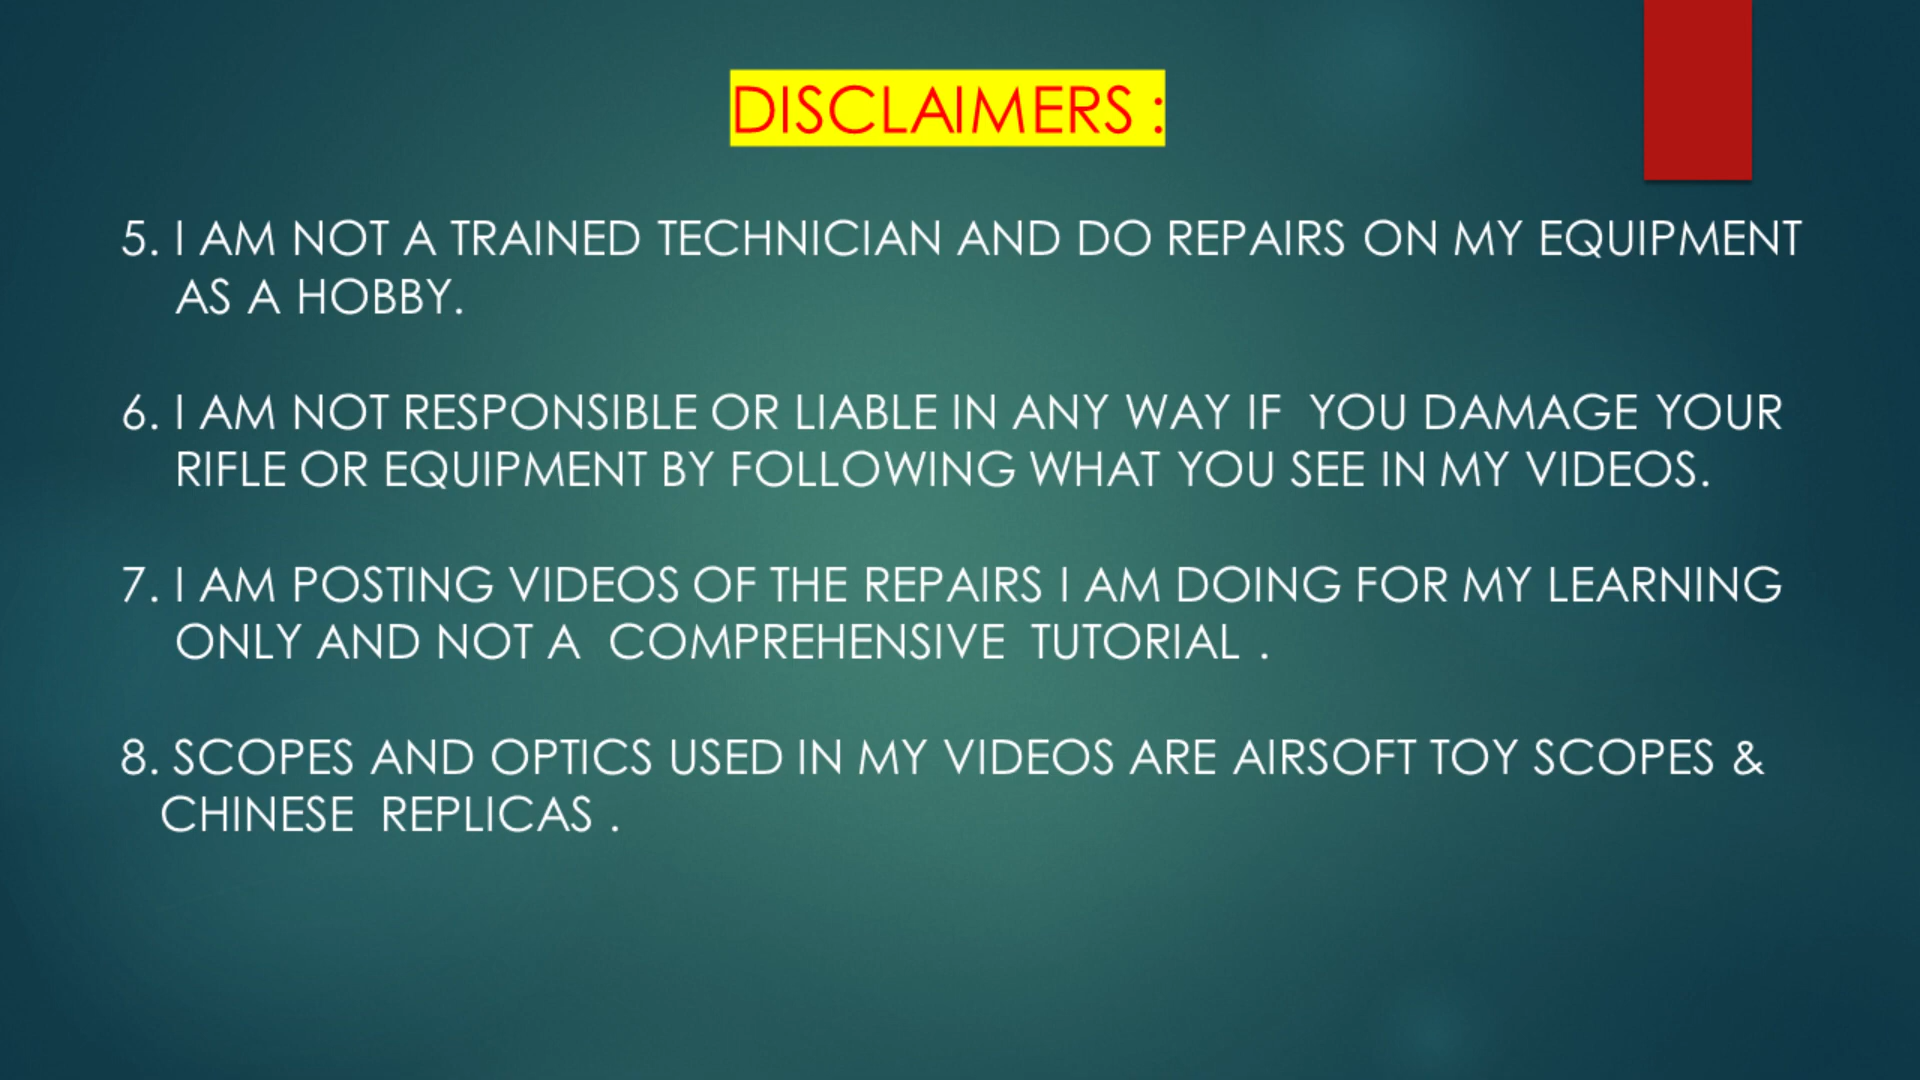 DISCLAIMERS :
5. I AM NOT A TRAINED TECHNICIAN AND DO REPAIRS ON MY EQUIPMENT
AS A HOBBY.
6. I AM NOT RESPONSIBLE OR LIABLE IN ANY WAY IF YOU DAMAGE YOUR
RIFLE OR EQUIPMENT BY FOLLOWING WHAT YOU SEE IN MY VIDEOS.
7. I AM POSTING VIDEOS OF THE REPAIRS I AM DOING FOR MY LEARNING
ONLY AND NOT A COMPREHENSIVE TUTORIAL .
8. SCOPES AND OPTICS USED IN MY VIDEOS ARE AIRSOFT TOY SCOPES &
CHINESE REPLICAS .